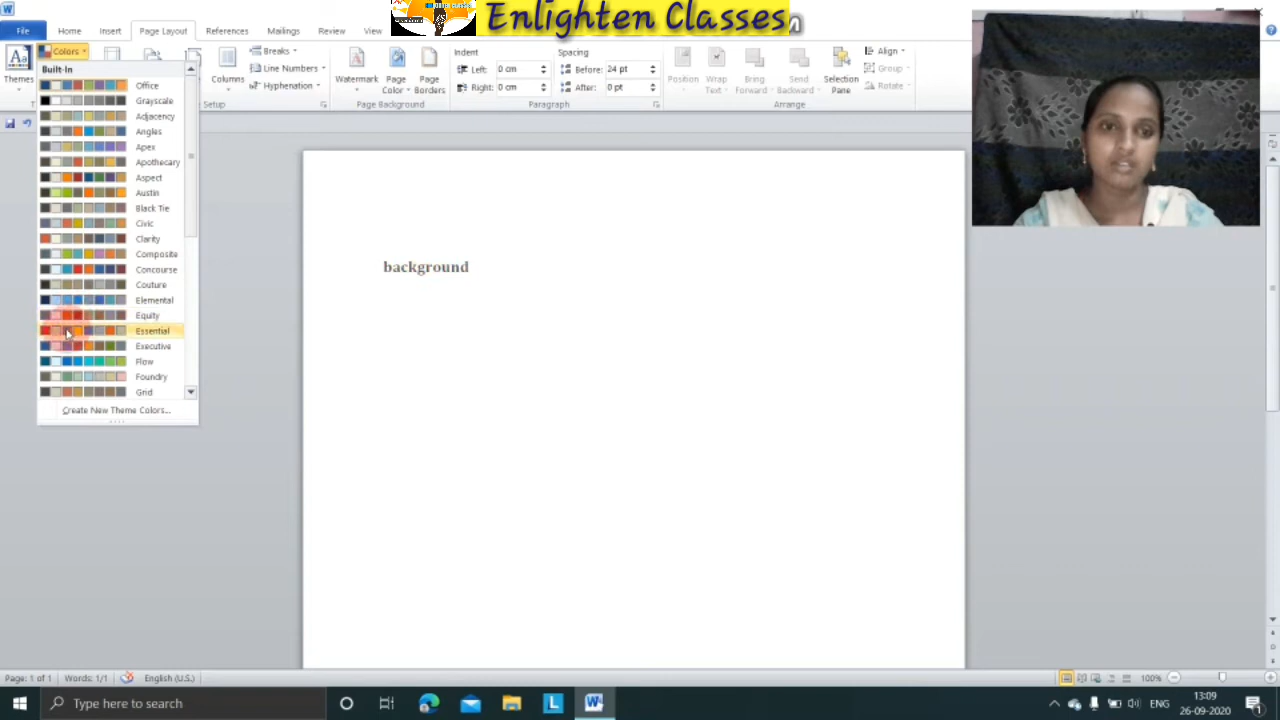 Enlighten Classes
File Home Insert Page Layout References Mailings Review View
Themes
Colors
Columns
Breaks
Line Numbers
Hyphenation
Setup
Watermark
Page Color
Page Borders
Page Background
Indent
Left: 0 cm
Right: 0 cm
Spacing
Before: 24 pt
After: 0 pt
Paragraph
Position
Wrap Text
Bring Forward
Send Backward
Selection Pane
Align
Group
Rotate
Arrange
Built-In
Office
Grayscale
Adjacency
Angles
Apex
Apothecary
Aspect
Austin
Black Tie
Civic
Clarity
Composite
Concourse
Couture
Elemental
Equity
Essential
Executive
Flow
Foundry
Grid
Create New Theme Colors...
background
Page: 1 of 1 Words: 1/1 English (U.S.) 100%
Type here to search
ENG
13:09
26-09-2020